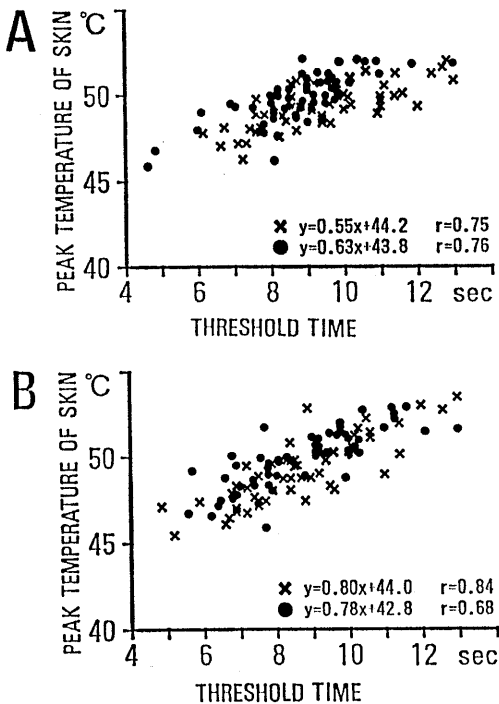 A
°C
PEAK TEMPERATURE OF SKIN
50
45
40
× y=0.55x+44.2 r=0.75
● y=0.63x+43.8 r=0.76
4 6 8 10 12 sec
THRESHOLD TIME
B
°C
PEAK TEMPERATURE OF SKIN
50
45
40
× y=0.80x+44.0 r=0.84
● y=0.78x+42.8 r=0.68
4 6 8 10 12 sec
THRESHOLD TIME